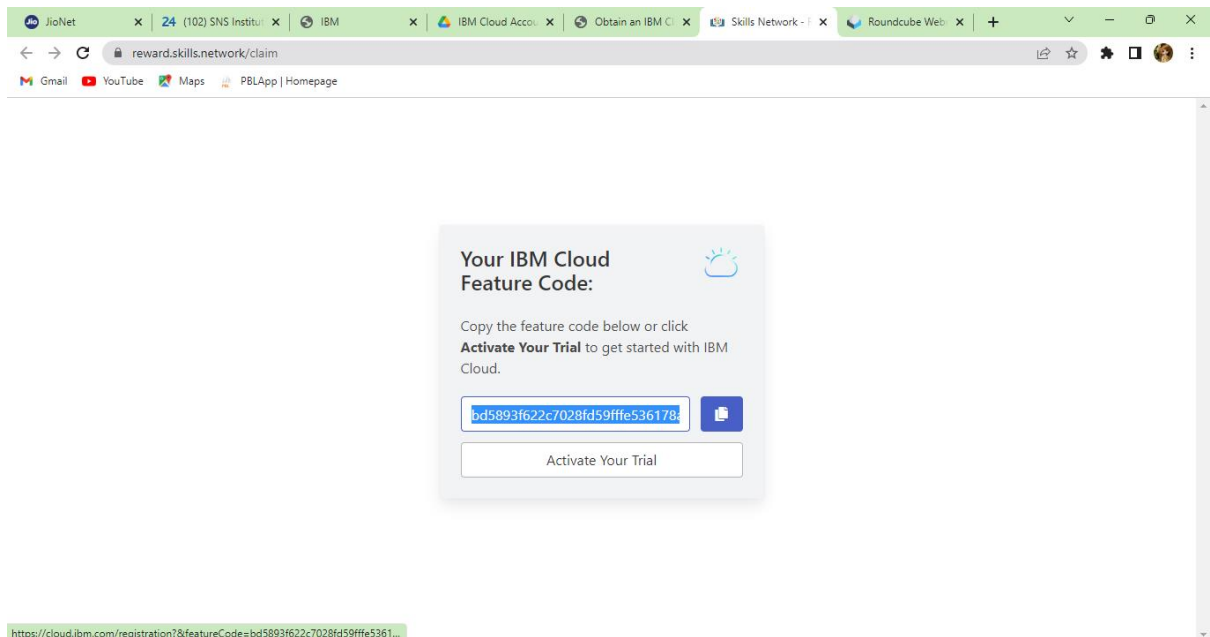 JioNet
24 (102) SNS Institut
IBM
IBM Cloud Accou
Obtain an IBM Cl
Skills Network - F
Roundcube Web
reward.skills.network/claim
Gmail
YouTube
Maps
PBLApp | Homepage
Your IBM Cloud
Feature Code:
Copy the feature code below or click
Activate Your Trial to get started with IBM
Cloud.
bd5893f622c7028fd59fffe536178a
Activate Your Trial
https://cloud.ibm.com/registration?&featureCode=bd5893f622c7028fd59fffe5361...